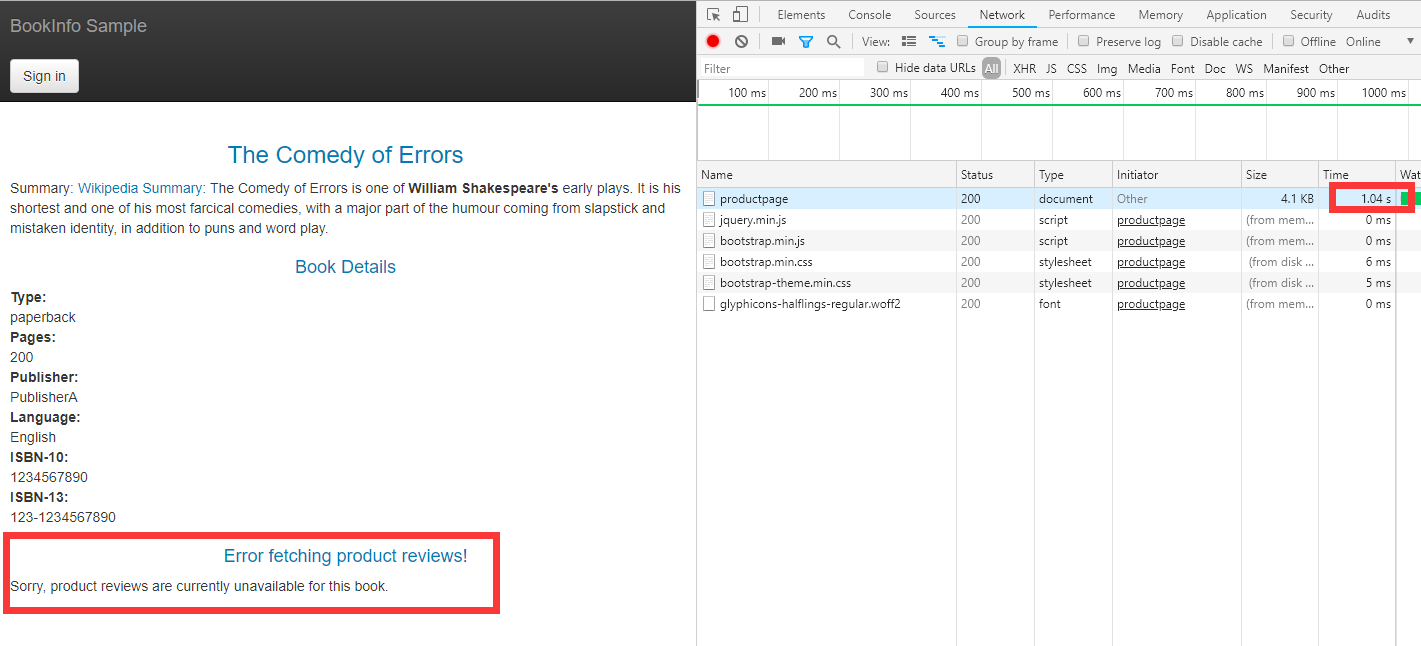 BookInfo Sample
Sign in
The Comedy of Errors
Summary: Wikipedia Summary: The Comedy of Errors is one of William Shakespeare's early plays. It is his
shortest and one of his most farcical comedies, with a major part of the humour coming from slapstick and
mistaken identity, in addition to puns and word play.
Book Details
Type:
paperback
Pages:
200
Publisher:
PublisherA
Language:
English
ISBN-10:
1234567890
ISBN-13:
123-1234567890
Error fetching product reviews!
Sorry, product reviews are currently unavailable for this book.
Elements Console Sources Network Performance Memory Application Security Audits
View: Group by frame Preserve log Disable cache Offline Online
Filter Hide data URLs All XHR JS CSS Img Media Font Doc WS Manifest Other
100 ms 200 ms 300 ms 400 ms 500 ms 600 ms 700 ms 800 ms 900 ms 1000 ms
Name Status Type Initiator Size Time Wat
productpage 200 document Other 4.1 KB 1.04 s
jquery.min.js 200 script productpage (from mem... 0 ms
bootstrap.min.js 200 script productpage (from mem... 0 ms
bootstrap.min.css 200 stylesheet productpage (from disk ... 6 ms
bootstrap-theme.min.css 200 stylesheet productpage (from disk ... 5 ms
glyphicons-halflings-regular.woff2 200 font productpage (from mem... 0 ms